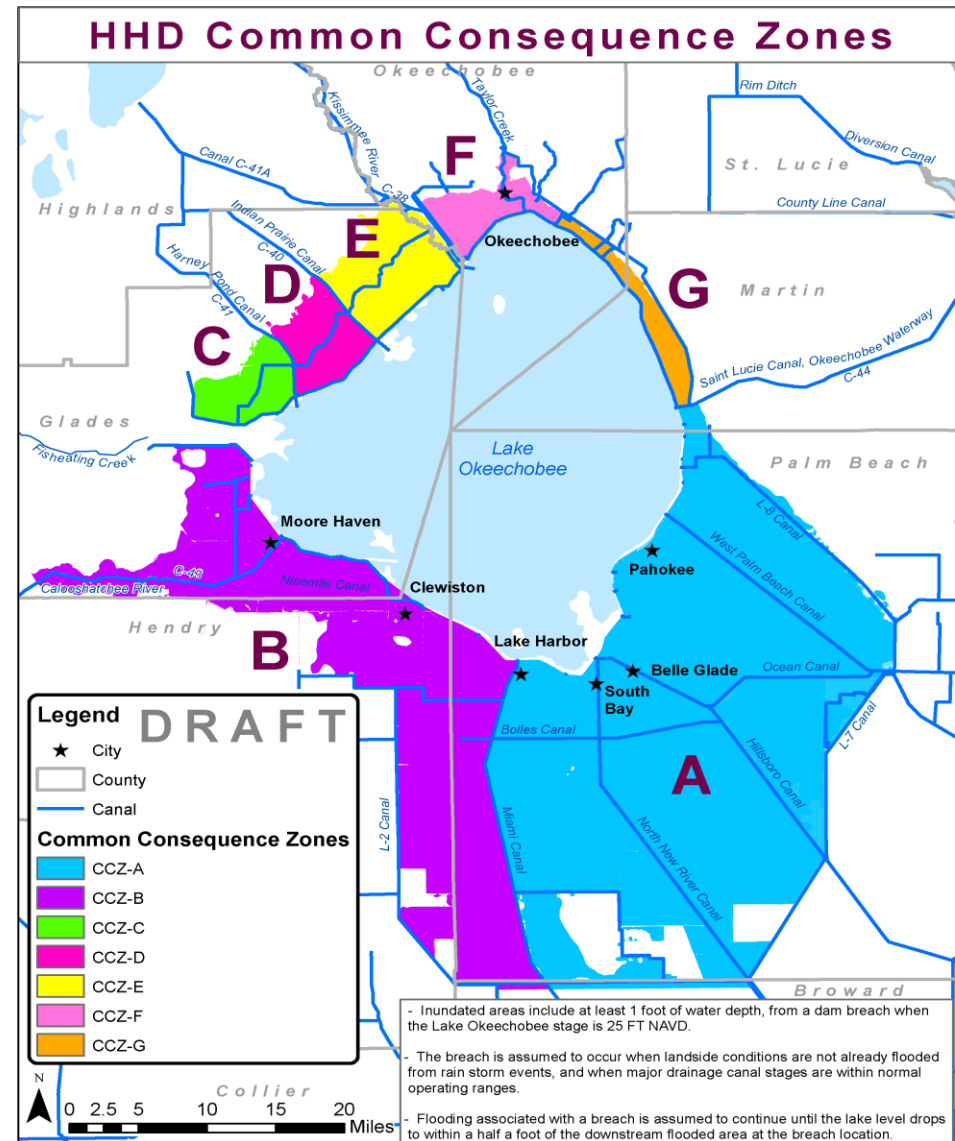 HHD Common Consequence Zones
Okeechobee
Rim Ditch
Taylor Creek
Kissimmee River
Diversion Canal
F
Canal C-41A
C-38
St. Lucie
Highlands
County Line Canal
Indian Prairie Canal
E
Okeechobee
C-40
Harney Pond Canal
D
G
C-41
Martin
C
Saint Lucie Canal, Okeechobee Waterway
C-44
Glades
Fisheating Creek
Lake
Okeechobee
Palm Beach
L-8 Canal
Moore Haven
West Palm Beach Canal
Pahokee
C-43
Ninemile Canal
Calooshatchee River
Clewiston
Hendry
Lake Harbor
B
Belle Glade
Ocean Canal
South
Bay
L-7 Canal
Bolles Canal
A
Hillsboro Canal
Miami Canal
L-2 Canal
North New River Canal
Legend
DRAFT
City
County
Canal
Common Consequence Zones
CCZ-A
CCZ-B
CCZ-C
CCZ-D
CCZ-E
CCZ-F
CCZ-G
Broward
- Inundated areas include at least 1 foot of water depth, from a dam breach when
the Lake Okeechobee stage is 25 FT NAVD.
- The breach is assumed to occur when landside conditions are not already flooded
from rain storm events, and when major drainage canal stages are within normal
operating ranges.
- Flooding associated with a breach is assumed to continue until the lake level drops
to within a half a foot of the downstream flooded area at the breach location.
Collier
N
0 2.5 5 10 15 20
Miles